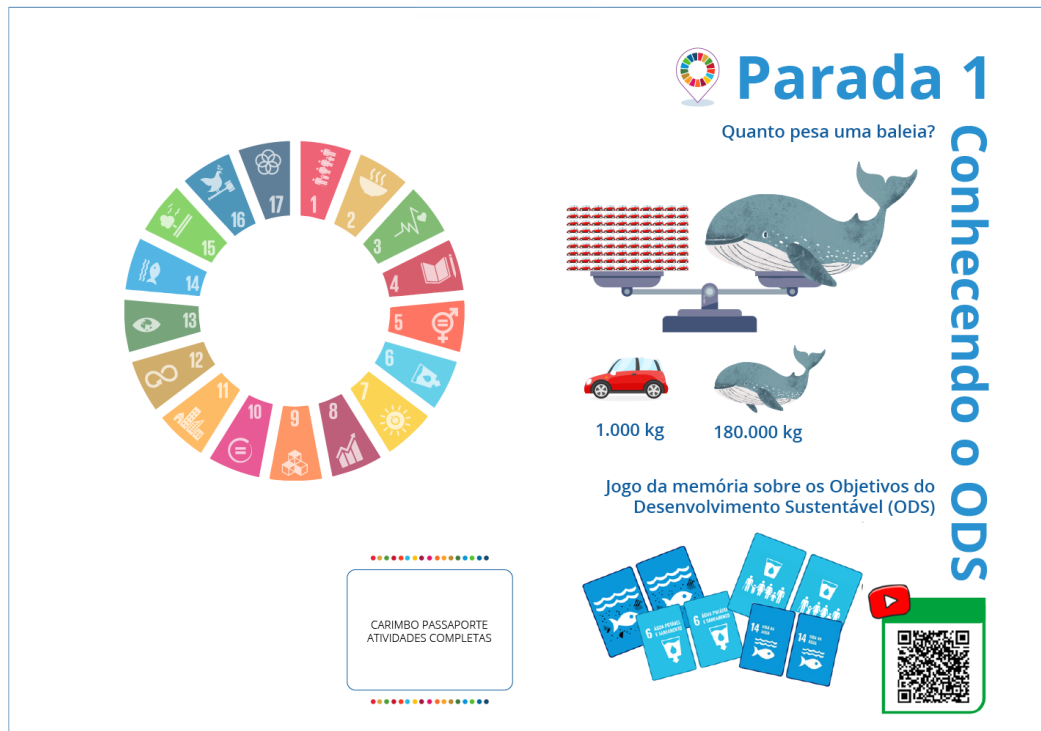 Parada 1
Conhecendo o ODS
Quanto pesa uma baleia?
1.000 kg
180.000 kg
Jogo da memória sobre os Objetivos do
Desenvolvimento Sustentável (ODS)
6 ÁGUA POTÁVEL
E SANEAMENTO
6 ÁGUA POTÁVEL
E SANEAMENTO
14 VIDA NA
ÁGUA
14 VIDA NA
ÁGUA
1
2
3
4
5
6
7
8
9
10
11
12
13
14
15
16
17
CARIMBO PASSAPORTE
ATIVIDADES COMPLETAS